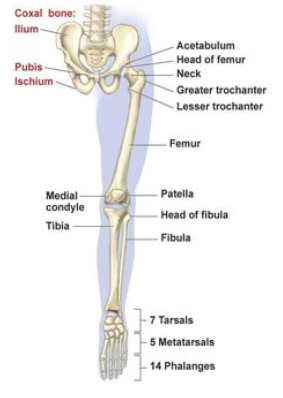 Coxal bone:
Ilium
Pubis
Ischium
Acetabulum
Head of femur
Neck
Greater trochanter
Lesser trochanter
Femur
Medial
condyle
Tibia
Patella
Head of fibula
Fibula
7 Tarsals
5 Metatarsals
14 Phalanges